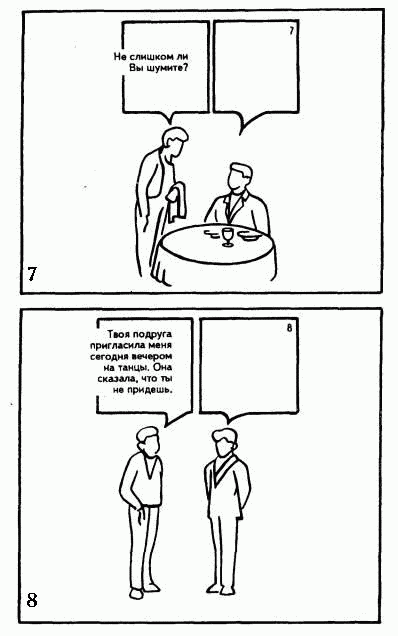 7
Не слишком ли
Вы шумите?
7
8
Твоя подруга
пригласила меня
сегодня вечером
на танцы. Она
сказала, что ты
не придешь.
8